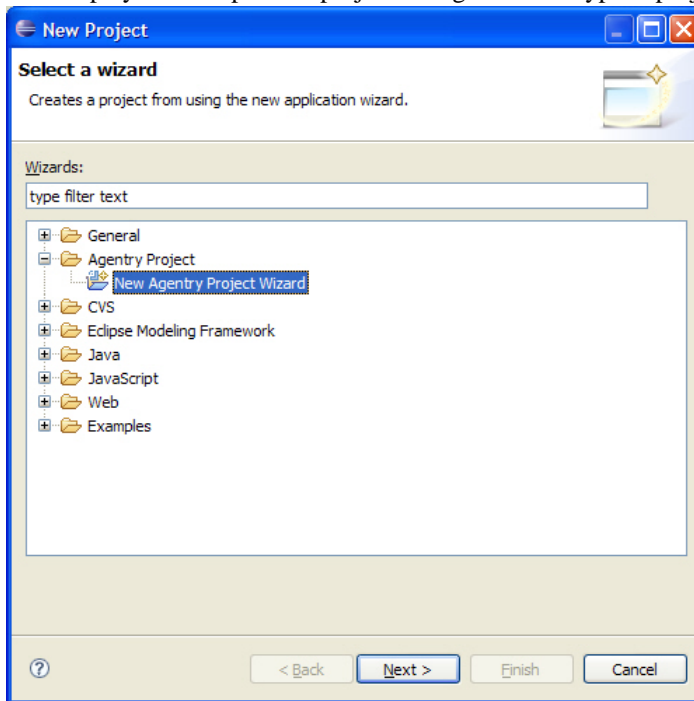 New Project
Select a wizard
Creates a project from using the new application wizard.
Wizards:
type filter text
General
Agentry Project
New Agentry Project Wizard
CVS
Eclipse Modeling Framework
Java
JavaScript
Web
Examples
< Back Next > Finish Cancel